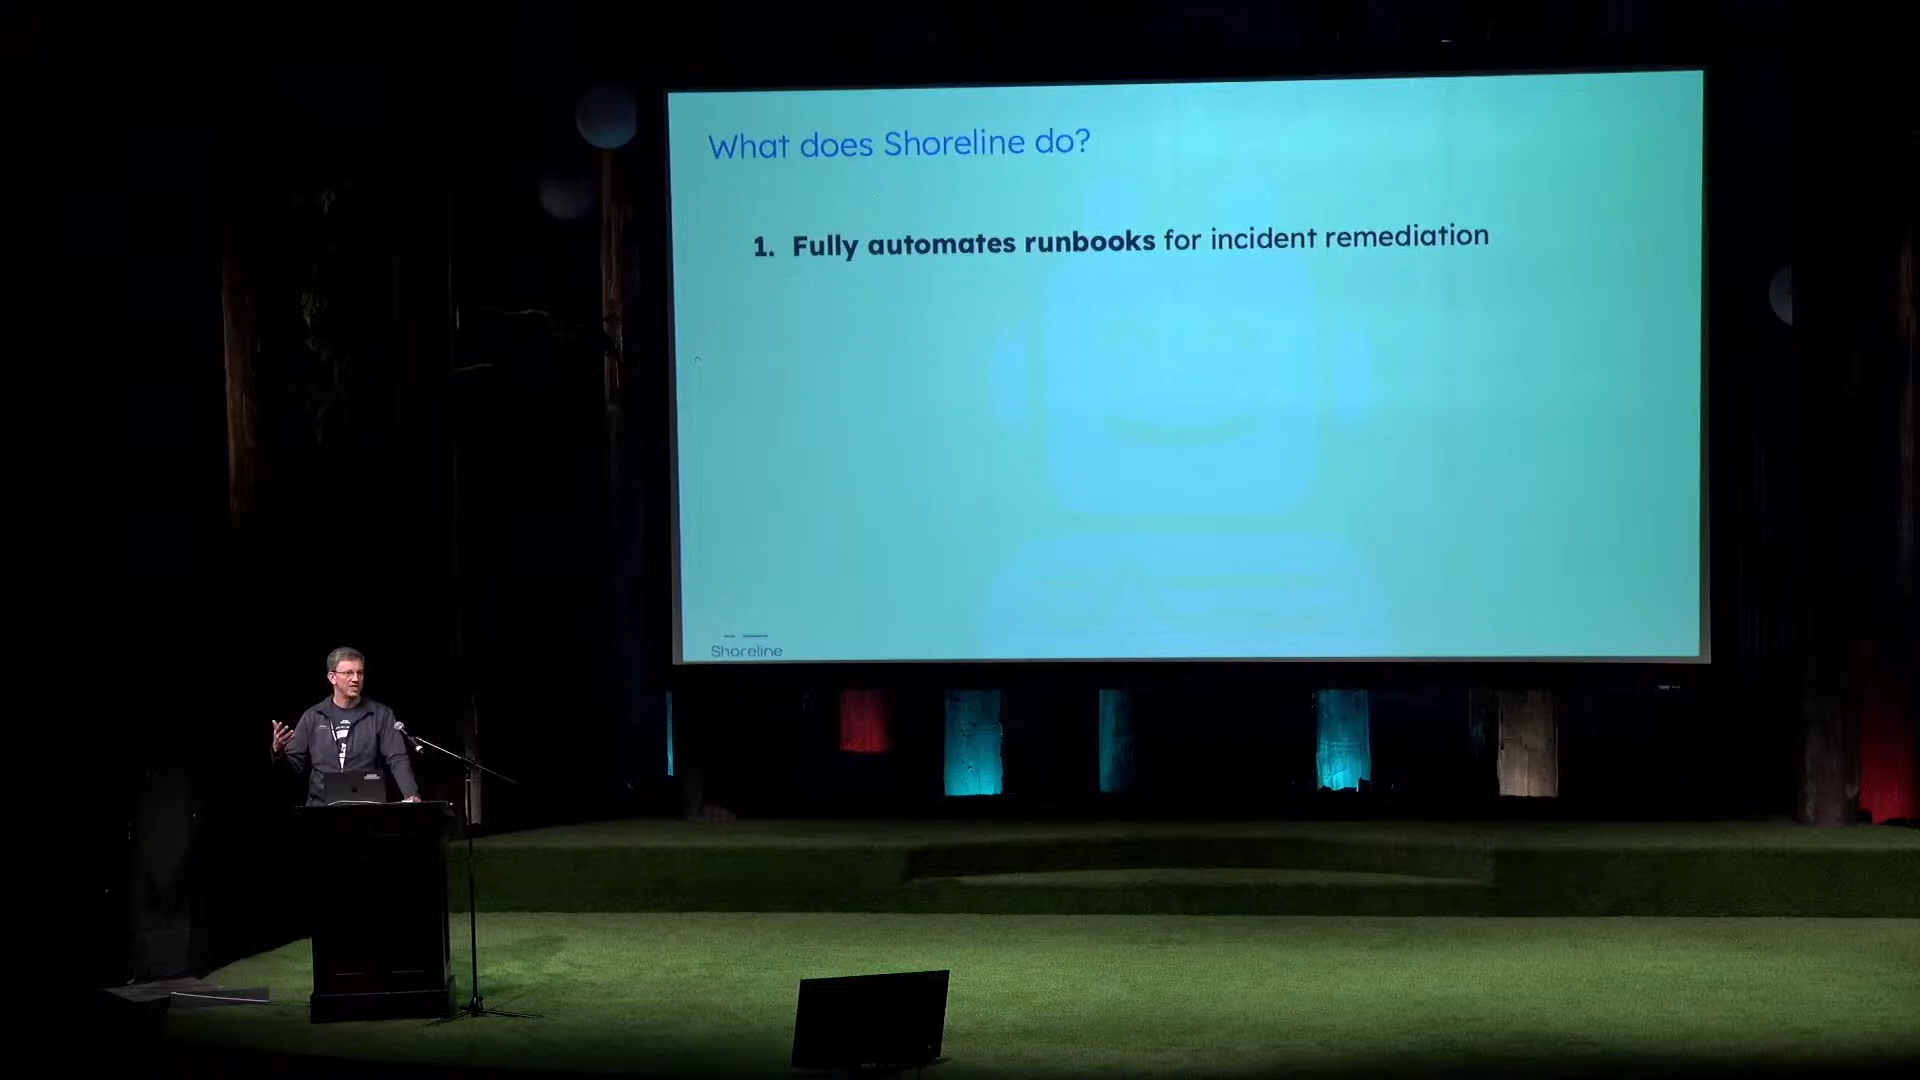 What does Shoreline do?
1. Fully automates runbooks for incident remediation
Shoreline